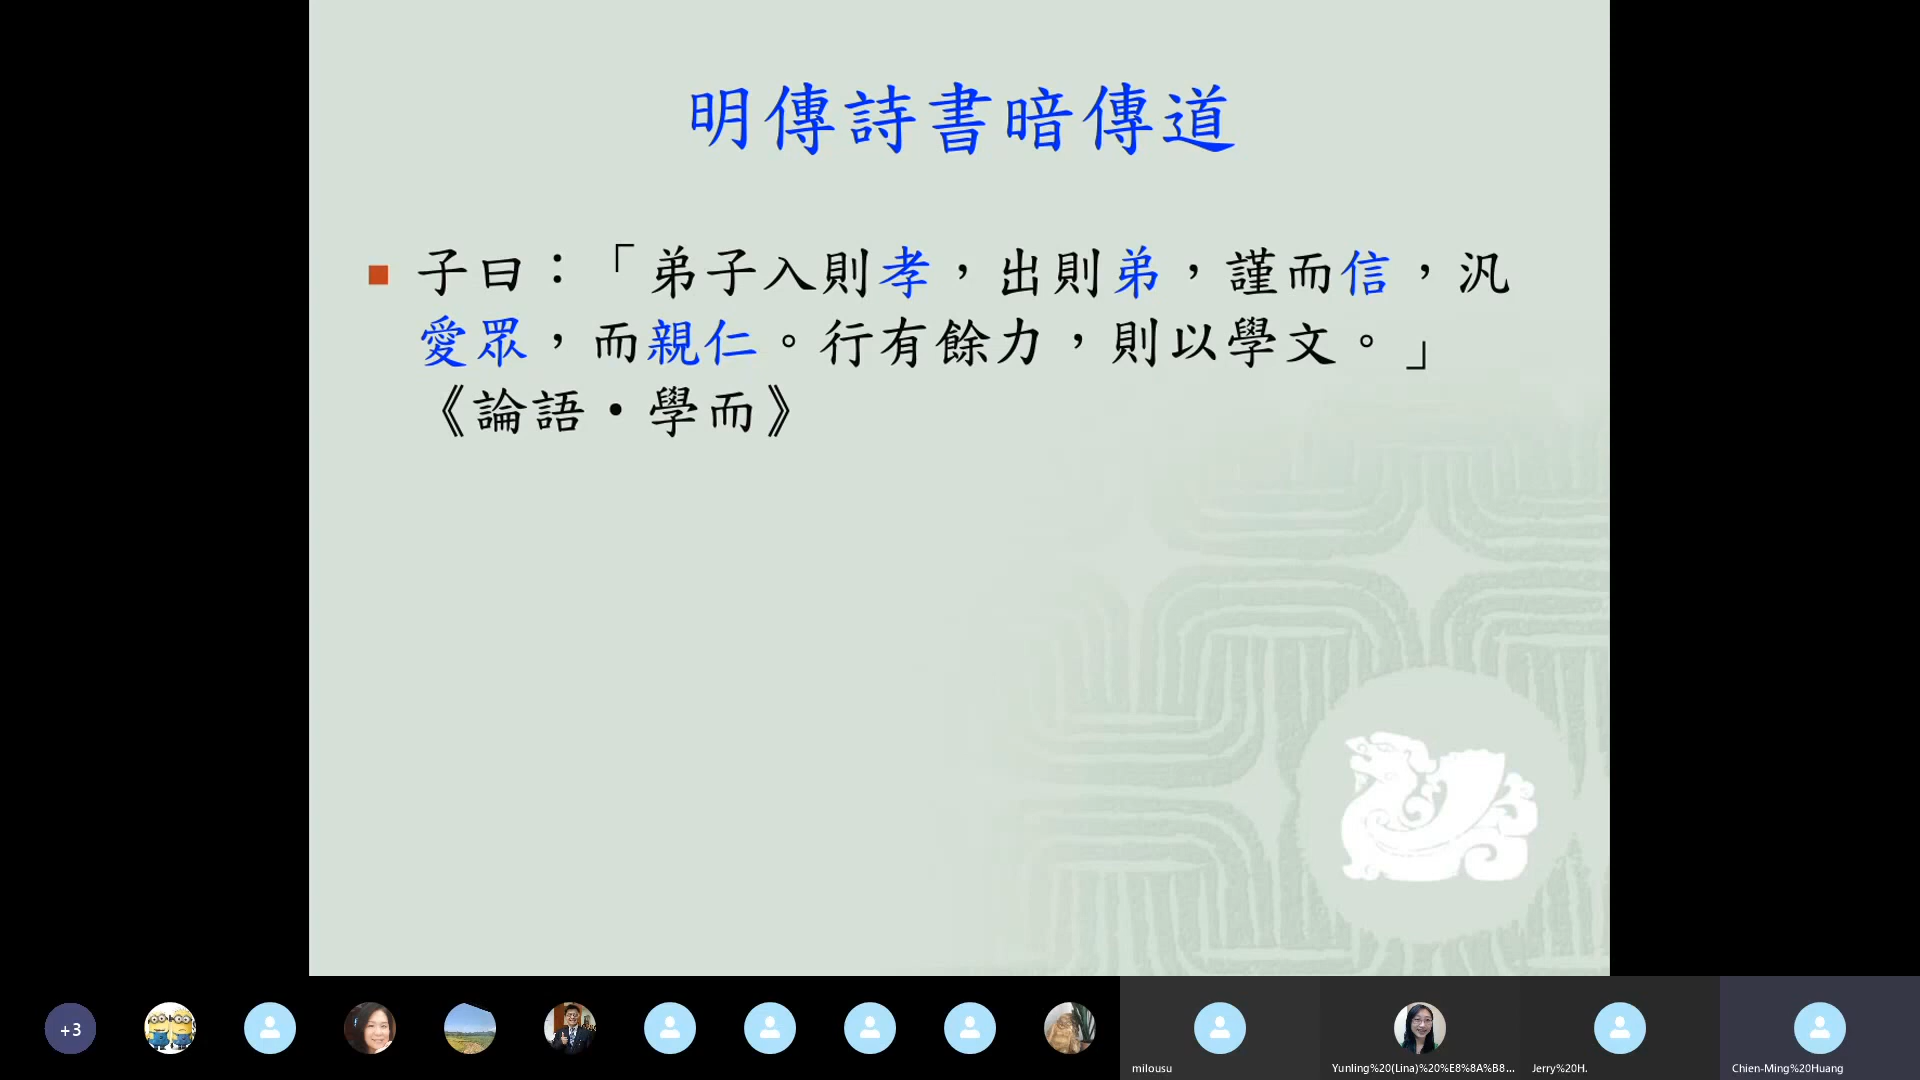 明傳詩書暗傳道
子曰：「弟子入則孝，出則弟，謹而信，汎
愛眾，而親仁。行有餘力，則以學文。」
《論語‧學而》
+3
milousu
Yunling%20(Lina)%20%E8%8A%B8...
Jerry%20H.
Chien-Ming%20Huang